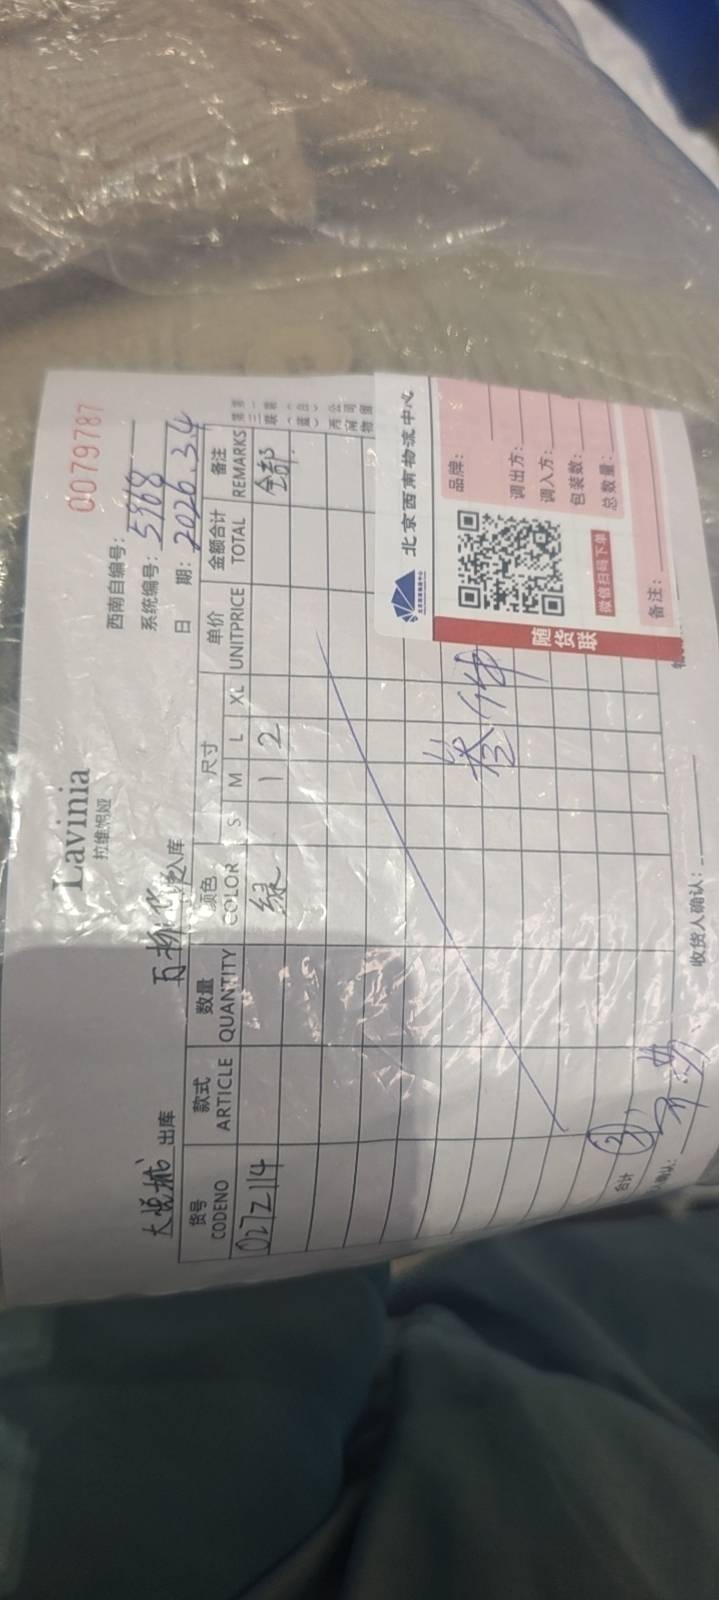 0079787
Lavinia
拉维妮娅
西南自编号：
系统编号：5968
日 期：2026.3.4
大悦城 出库
入库
货号 款式 数量 颜色 尺寸 单价 金额合计 备注
CODENO ARTICLE QUANTITY COLOR S M L XL UNITPRICE TOTAL REMARKS
0272114 绿 1 2 全部
叁件
合计 ③
收货人确认：
北京西南物流中心
品牌：
调出方：
调入方：
包装数：
总数量：
微信扫码下单
备注：
随货联